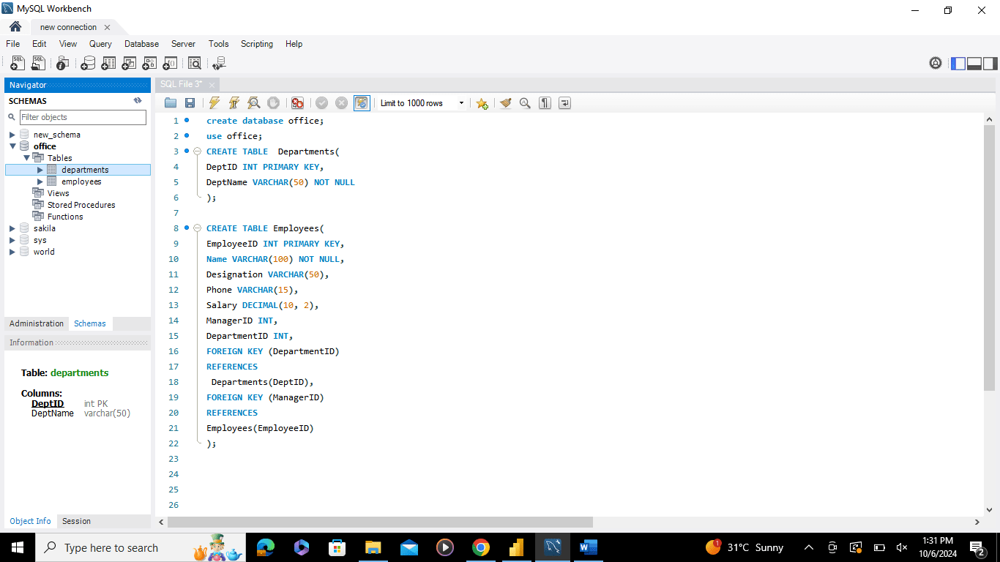 MySQL Workbench
new connection
File Edit View Query Database Server Tools Scripting Help
Navigator
SCHEMAS
Filter objects
new_schema
office
Tables
departments
employees
Views
Stored Procedures
Functions
sakila
sys
world
Administration Schemas
Information
Table: departments
Columns:
DeptID int PK
DeptName varchar(50)
Object Info Session
SQL File 3*
Limit to 1000 rows
1 create database office;
2 use office;
3 CREATE TABLE  Departments(
4 DeptID INT PRIMARY KEY,
5 DeptName VARCHAR(50) NOT NULL
6 );
7
8 CREATE TABLE Employees(
9 EmployeeID INT PRIMARY KEY,
10 Name VARCHAR(100) NOT NULL,
11 Designation VARCHAR(50),
12 Phone VARCHAR(15),
13 Salary DECIMAL(10, 2),
14 ManagerID INT,
15 DepartmentID INT,
16 FOREIGN KEY (DepartmentID)
17 REFERENCES
18  Departments(DeptID),
19 FOREIGN KEY (ManagerID)
20 REFERENCES
21 Employees(EmployeeID)
22 );
23
24
25
26
Type here to search
31°C Sunny
1:31 PM
10/6/2024
2